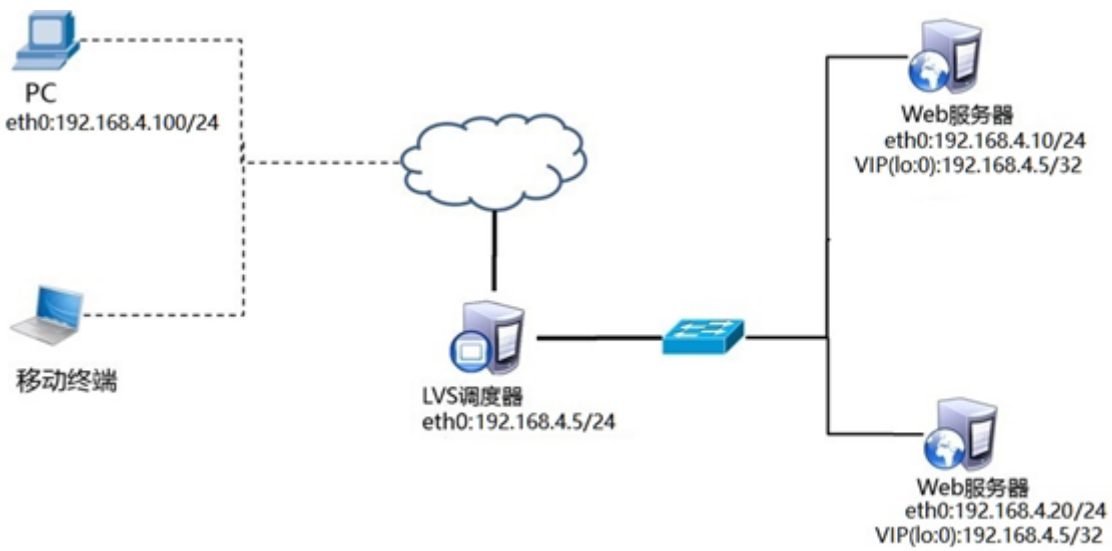 PC
eth0:192.168.4.100/24
移动终端
LVS调度器
eth0:192.168.4.5/24
Web服务器
eth0:192.168.4.10/24
VIP(lo:0):192.168.4.5/32
Web服务器
eth0:192.168.4.20/24
VIP(lo:0):192.168.4.5/32